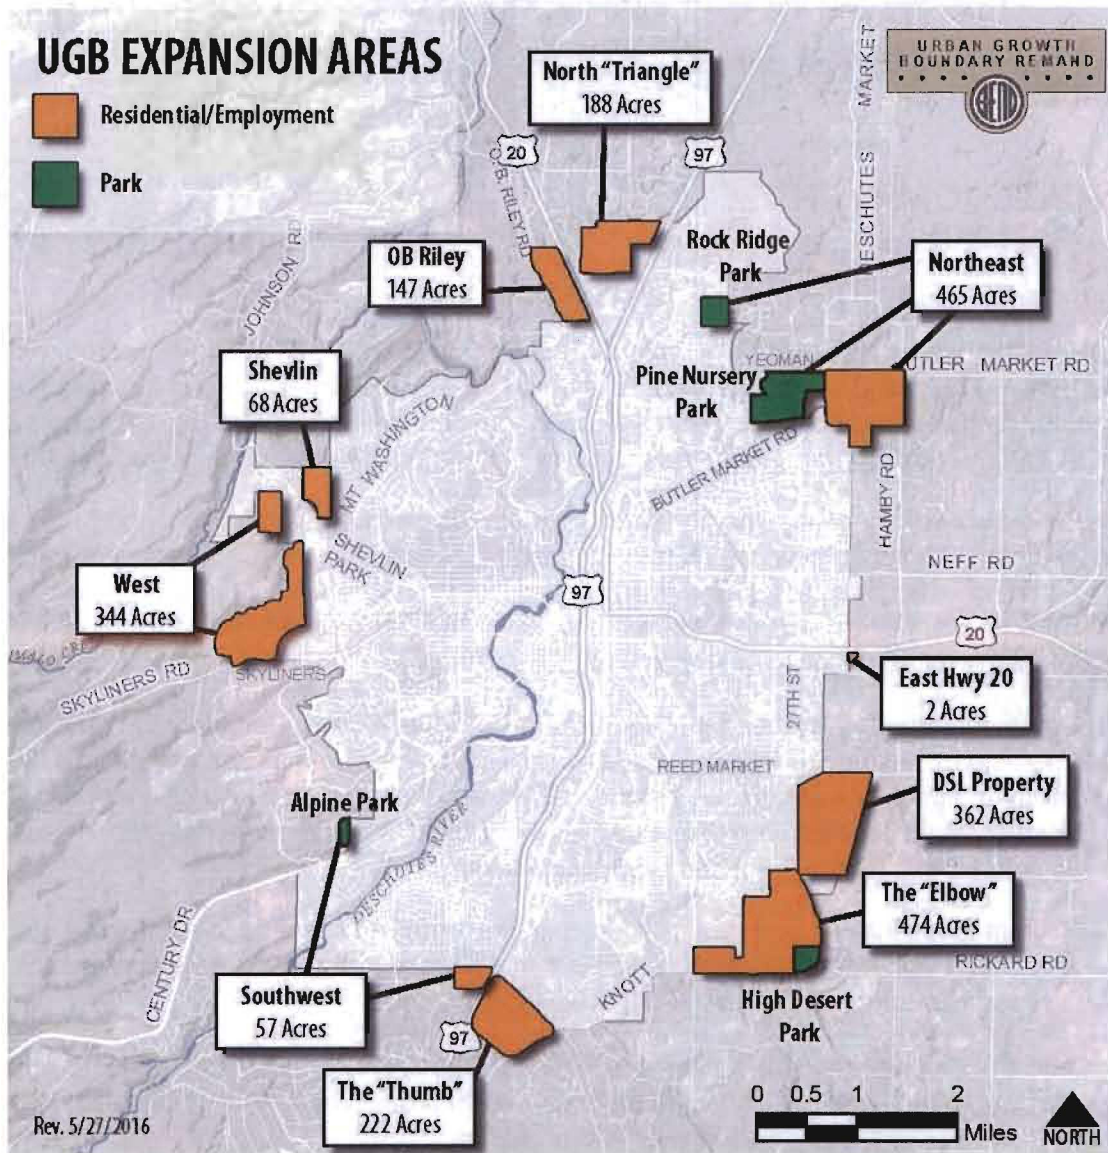 UGB EXPANSION AREAS
Residential/Employment
Park
URBAN GROWTH
BOUNDARY REMAND
BEND
North "Triangle"
188 Acres
20
97
O.B. RILEY RD
MARKET
DESCHUTES
Rock Ridge
Park
Northeast
465 Acres
OB Riley
147 Acres
JOHNSON RD
YEOMAN
BUTLER MARKET RD
Pine Nursery
Park
Shevlin
68 Acres
MT WASHINGTON
BUTLER MARKET RD
HAMBY RD
SHEVLIN
PARK
West
344 Acres
97
NEFF RD
20
SKYLINERS RD
SKYLINERS
East Hwy 20
2 Acres
27TH ST
REED MARKET
DSL Property
362 Acres
Alpine Park
DESCHUTES RIVER
The "Elbow"
474 Acres
CENTURY DR
RICKARD RD
KNOTT
High Desert
Park
Southwest
57 Acres
97
The "Thumb"
222 Acres
Rev. 5/27/2016
0 0.5 1 2
Miles
NORTH